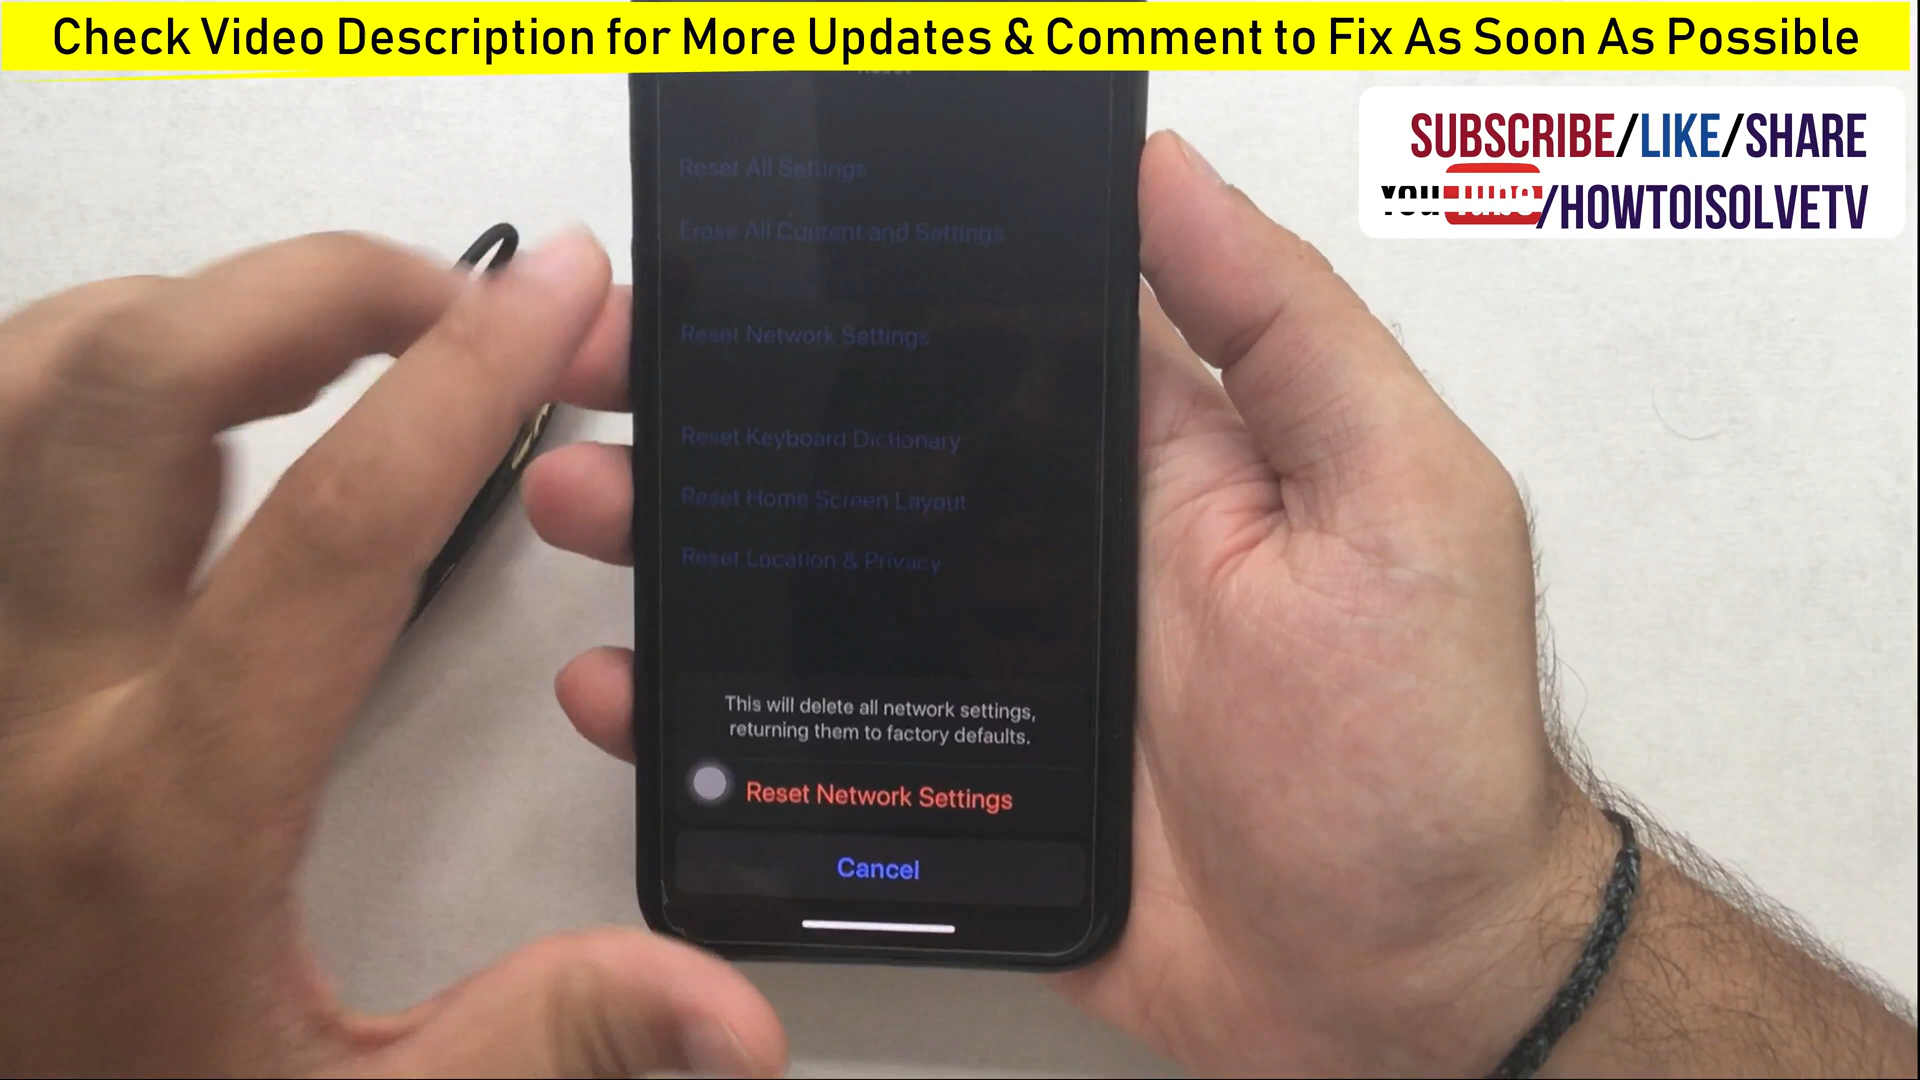 Check Video Description for More Updates & Comment to Fix As Soon As Possible
SUBSCRIBE/LIKE/SHARE
YouTube/HOWTOISOLVETV
Reset All Settings
Erase All Content and Settings
Reset Network Settings
Reset Keyboard Dictionary
Reset Home Screen Layout
Reset Location & Privacy
This will delete all network settings,
returning them to factory defaults.
Reset Network Settings
Cancel